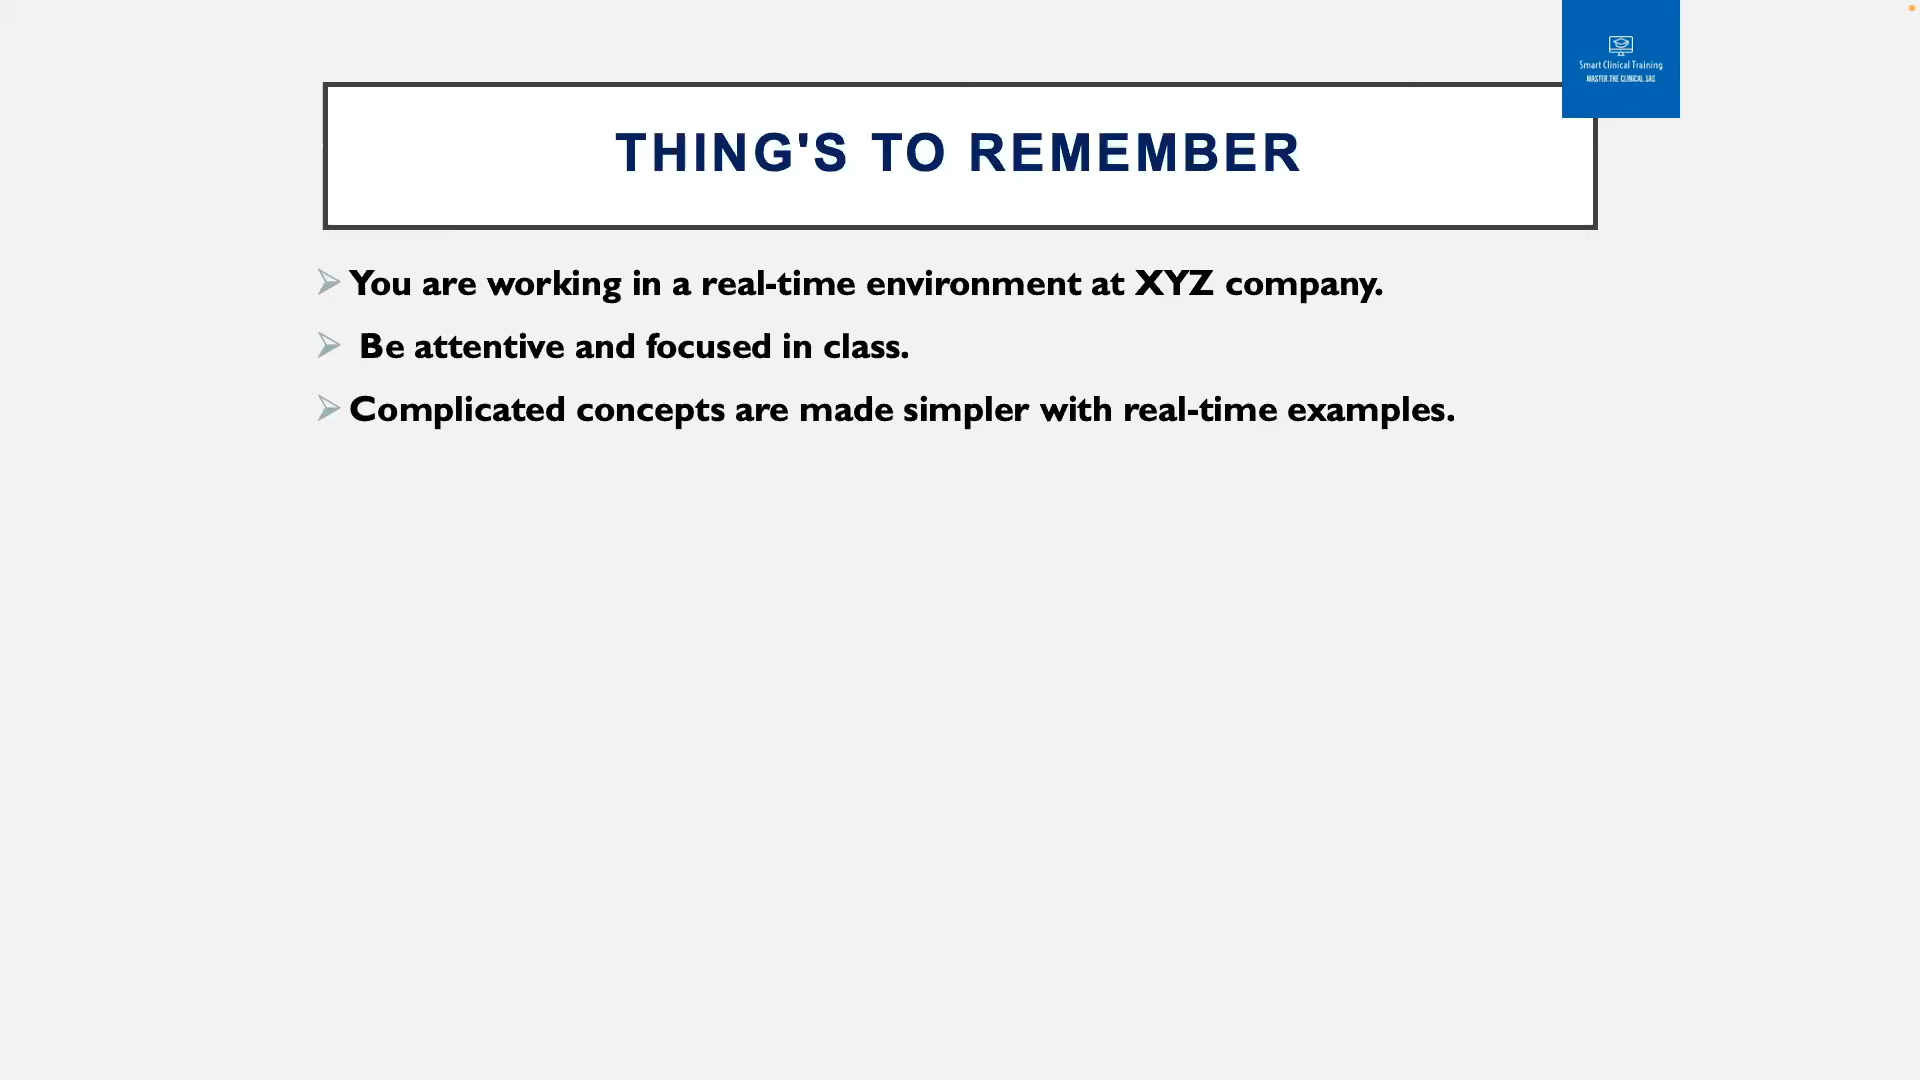 Smart Clinical Training
MASTER THE CLINICAL SAS
THING'S TO REMEMBER
You are working in a real-time environment at XYZ company.
Be attentive and focused in class.
Complicated concepts are made simpler with real-time examples.